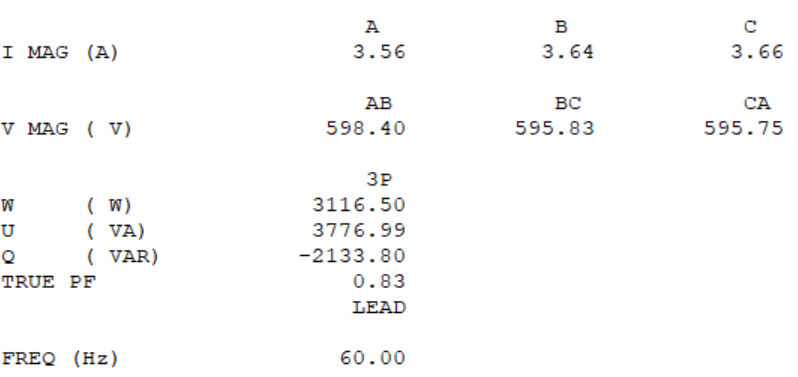 A B C
I MAG (A) 3.56 3.64 3.66
AB BC CA
V MAG ( V) 598.40 595.83 595.75
3P
W ( W) 3116.50
U ( VA) 3776.99
Q ( VAR) -2133.80
TRUE PF 0.83
LEAD
FREQ (Hz) 60.00